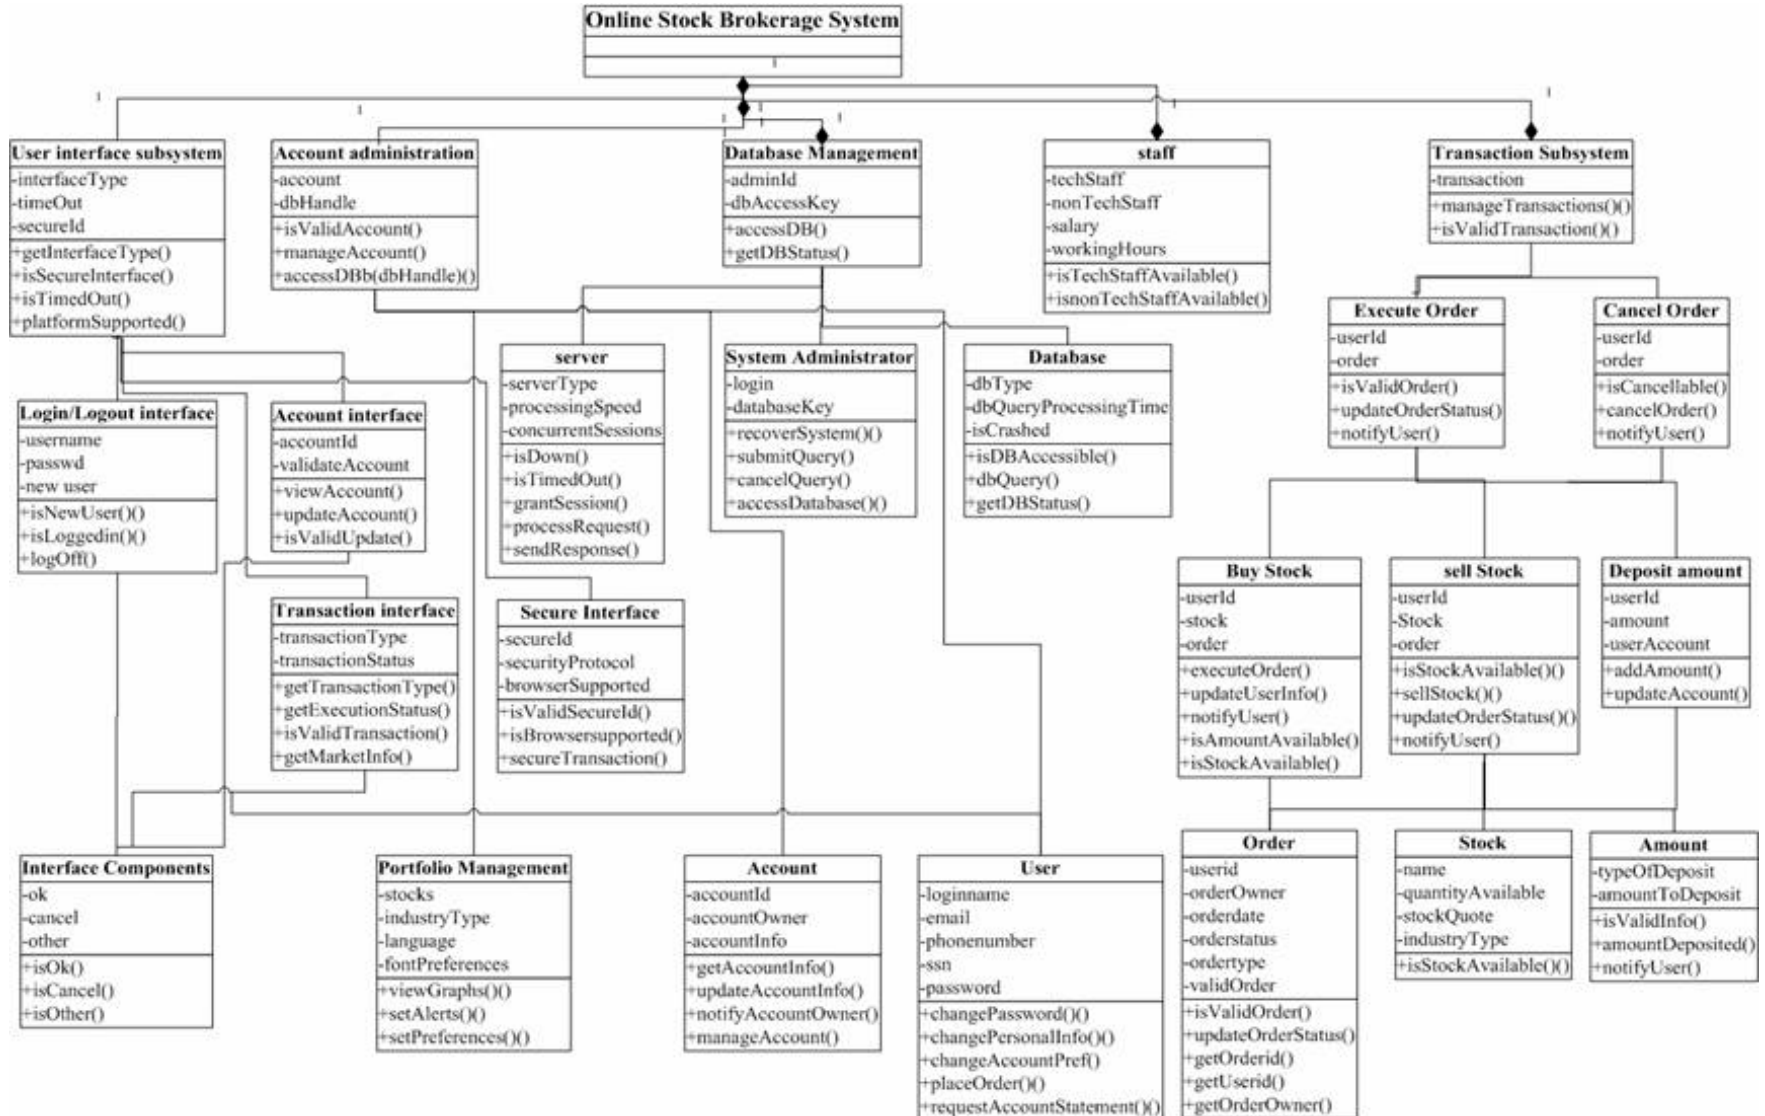 Online Stock Brokerage System
1
1
1
1
1
1
1
1
1
User interface subsystem
-interfaceType
-timeOut
-secureId
+getInterfaceType()
+isSecureInterface()
+isTimedOut()
+platformSupported()
Account administration
-account
-dbHandle
+isValidAccount()
+manageAccount()
+accessDBb(dbHandle)()
Database Management
-adminId
-dbAccessKey
+accessDB()
+getDBStatus()
staff
-techStaff
-nonTechStaff
-salary
-workingHours
+isTechStaffAvailable()
+isnonTechStaffAvailable()
Transaction Subsystem
-transaction
+manageTransactions()()
+isValidTransaction()()
Execute Order
-userId
-order
+isValidOrder()
+updateOrderStatus()
+notifyUser()
Cancel Order
-userId
-order
+isCancellable()
+cancelOrder()
+notifyUser()
server
-serverType
-processingSpeed
-concurrentSessions
+isDown()
+isTimedOut()
+grantSession()
+processRequest()
+sendResponse()
System Administrator
-login
-databaseKey
+recoverSystem()()
+submitQuery()
+cancelQuery()
+accessDatabase()()
Database
-dbType
-dbQueryProcessingTime
-isCrashed
+isDBAccessible()
+dbQuery()
+getDBStatus()
Login/Logout interface
-username
-passwd
-new user
+isNewUser()()
+isLoggedin()()
+logOff()
Account interface
-accountId
-validateAccount
+viewAccount()
+updateAccount()
+isValidUpdate()
Transaction interface
-transactionType
-transactionStatus
+getTransactionType()
+getExecutionStatus()
+isValidTransaction()
+getMarketInfo()
Secure Interface
-secureId
-securityProtocol
-browserSupported
+isValidSecureId()
+isBrowsersupported()
+secureTransaction()
Buy Stock
-userId
-stock
-order
+executeOrder()
+updateUserInfo()
+notifyUser()
+isAmountAvailable()
+isStockAvailable()
sell Stock
-userId
-Stock
-order
+isStockAvailable()()
+sellStock()()
+updateOrderStatus()()
+notifyUser()
Deposit amount
-userId
-amount
-userAccount
+addAmount()
+updateAccount()
Interface Components
-ok
-cancel
-other
+isOk()
+isCancel()
+isOther()
Portfolio Management
-stocks
-industryType
-language
-fontPreferences
+viewGraphs()()
+setAlerts()()
+setPreferences()()
Account
-accountId
-accountOwner
-accountInfo
+getAccountInfo()
+updateAccountInfo()
+notifyAccountOwner()
+manageAccount()
User
-loginname
-email
-phonenumber
-ssn
-password
+changePassword()()
+changePersonalInfo()()
+changeAccountPref()
+placeOrder()()
+requestAccountStatement()()
Order
-userid
-orderOwner
-orderdate
-orderstatus
-ordertype
-validOrder
+isValidOrder()
+updateOrderStatus()
+getOrderid()
+getUserid()
+getOrderOwner()
Stock
-name
-quantityAvailable
-stockQuote
-industryType
+isStockAvailable()()
Amount
-typeOfDeposit
-amountToDeposit
+isValidInfo()
+amountDeposited()
+notifyUser()